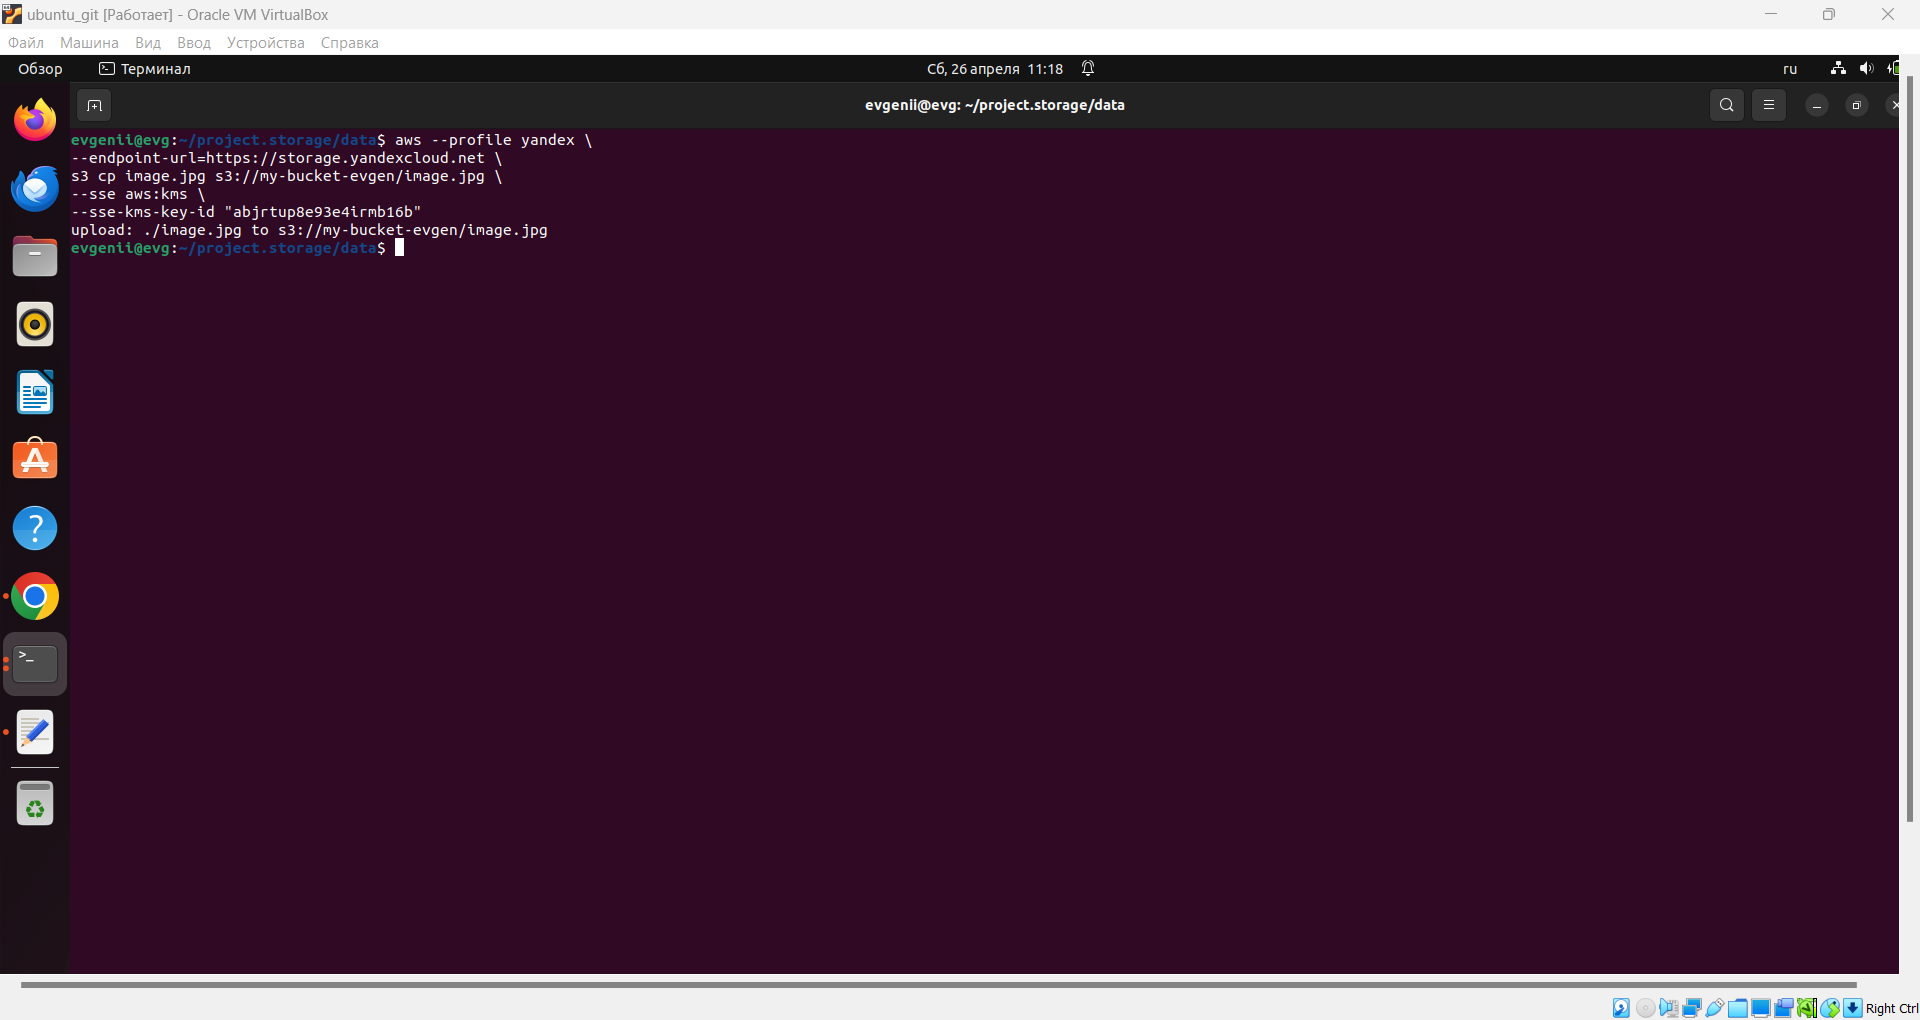 ubuntu_git [Работает] - Oracle VM VirtualBox
Файл Машина Вид Ввод Устройства Справка
Обзор Терминал Сб, 26 апреля 11:18 ru
evgenii@evg: ~/project.storage/data
evgenii@evg:~/project.storage/data$ aws --profile yandex \
--endpoint-url=https://storage.yandexcloud.net \
s3 cp image.jpg s3://my-bucket-evgen/image.jpg \
--sse aws:kms \
--sse-kms-key-id "abjrtup8e93e4irmb16b"
upload: ./image.jpg to s3://my-bucket-evgen/image.jpg
evgenii@evg:~/project.storage/data$
Right Ctrl